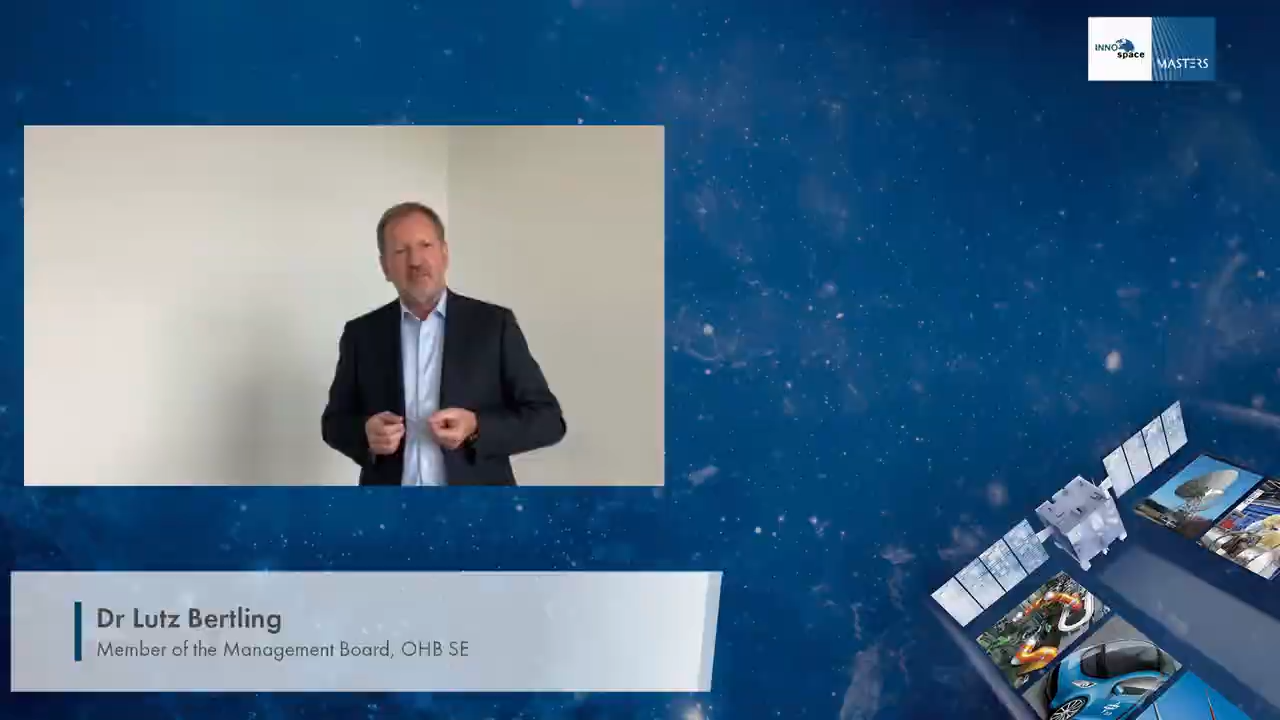 INNO
space
MASTERS
Dr Lutz Bertling
Member of the Management Board, OHB SE